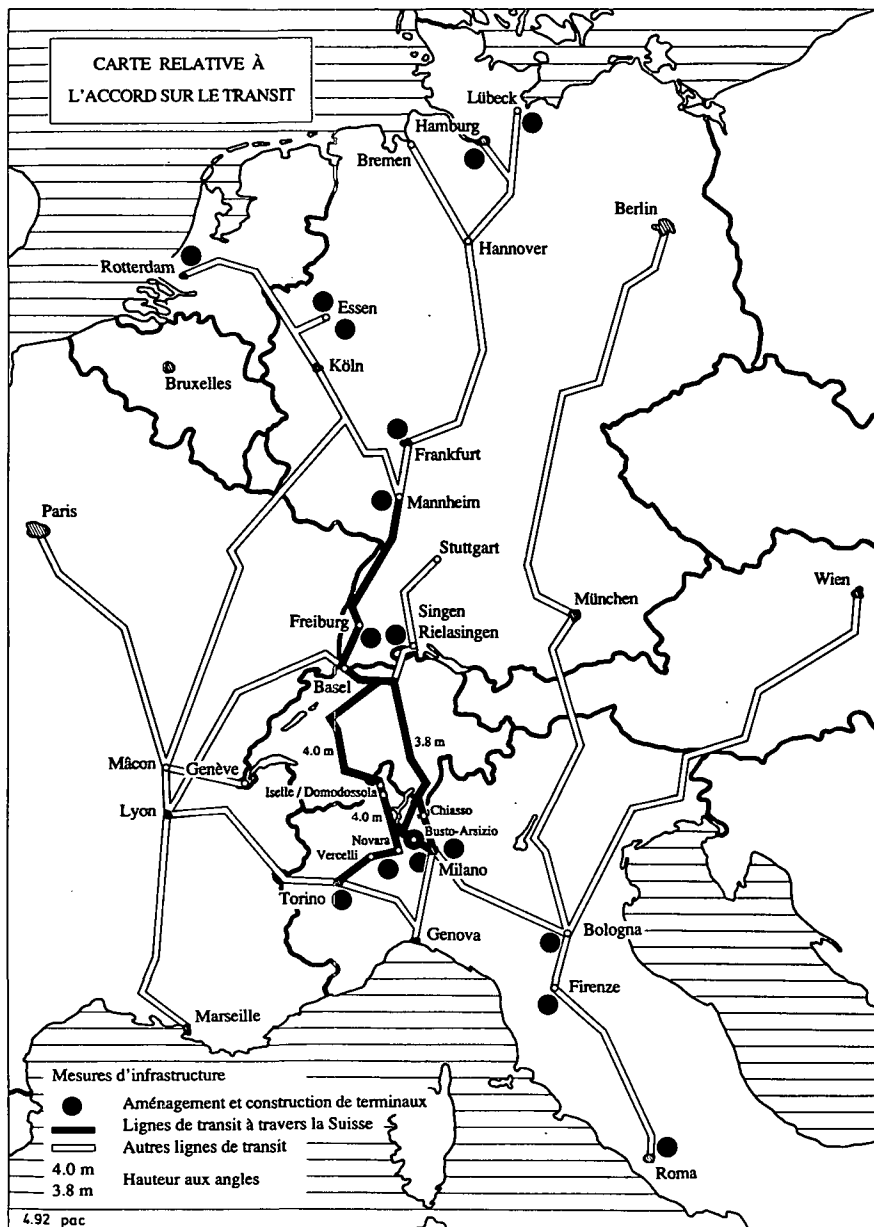 CARTE RELATIVE À
L'ACCORD SUR LE TRANSIT
Lübeck
Hamburg
Bremen
Berlin
Hannover
Rotterdam
Essen
Köln
Bruxelles
Frankfurt
Mannheim
Paris
Stuttgart
Wien
München
Singen
Rielasingen
Freiburg
Basel
4.0 m
3.8 m
Mâcon
Genève
Iselle / Domodossola
Lyon
4.0 m
Chiasso
Busto-Arsizio
Novara
Vercelli
Milano
Torino
Genova
Bologna
Firenze
Marseille
Roma
Mesures d'infrastructure
Aménagement et construction de terminaux
Lignes de transit à travers la Suisse
Autres lignes de transit
4.0 m
3.8 m
Hauteur aux angles
4.92 pac